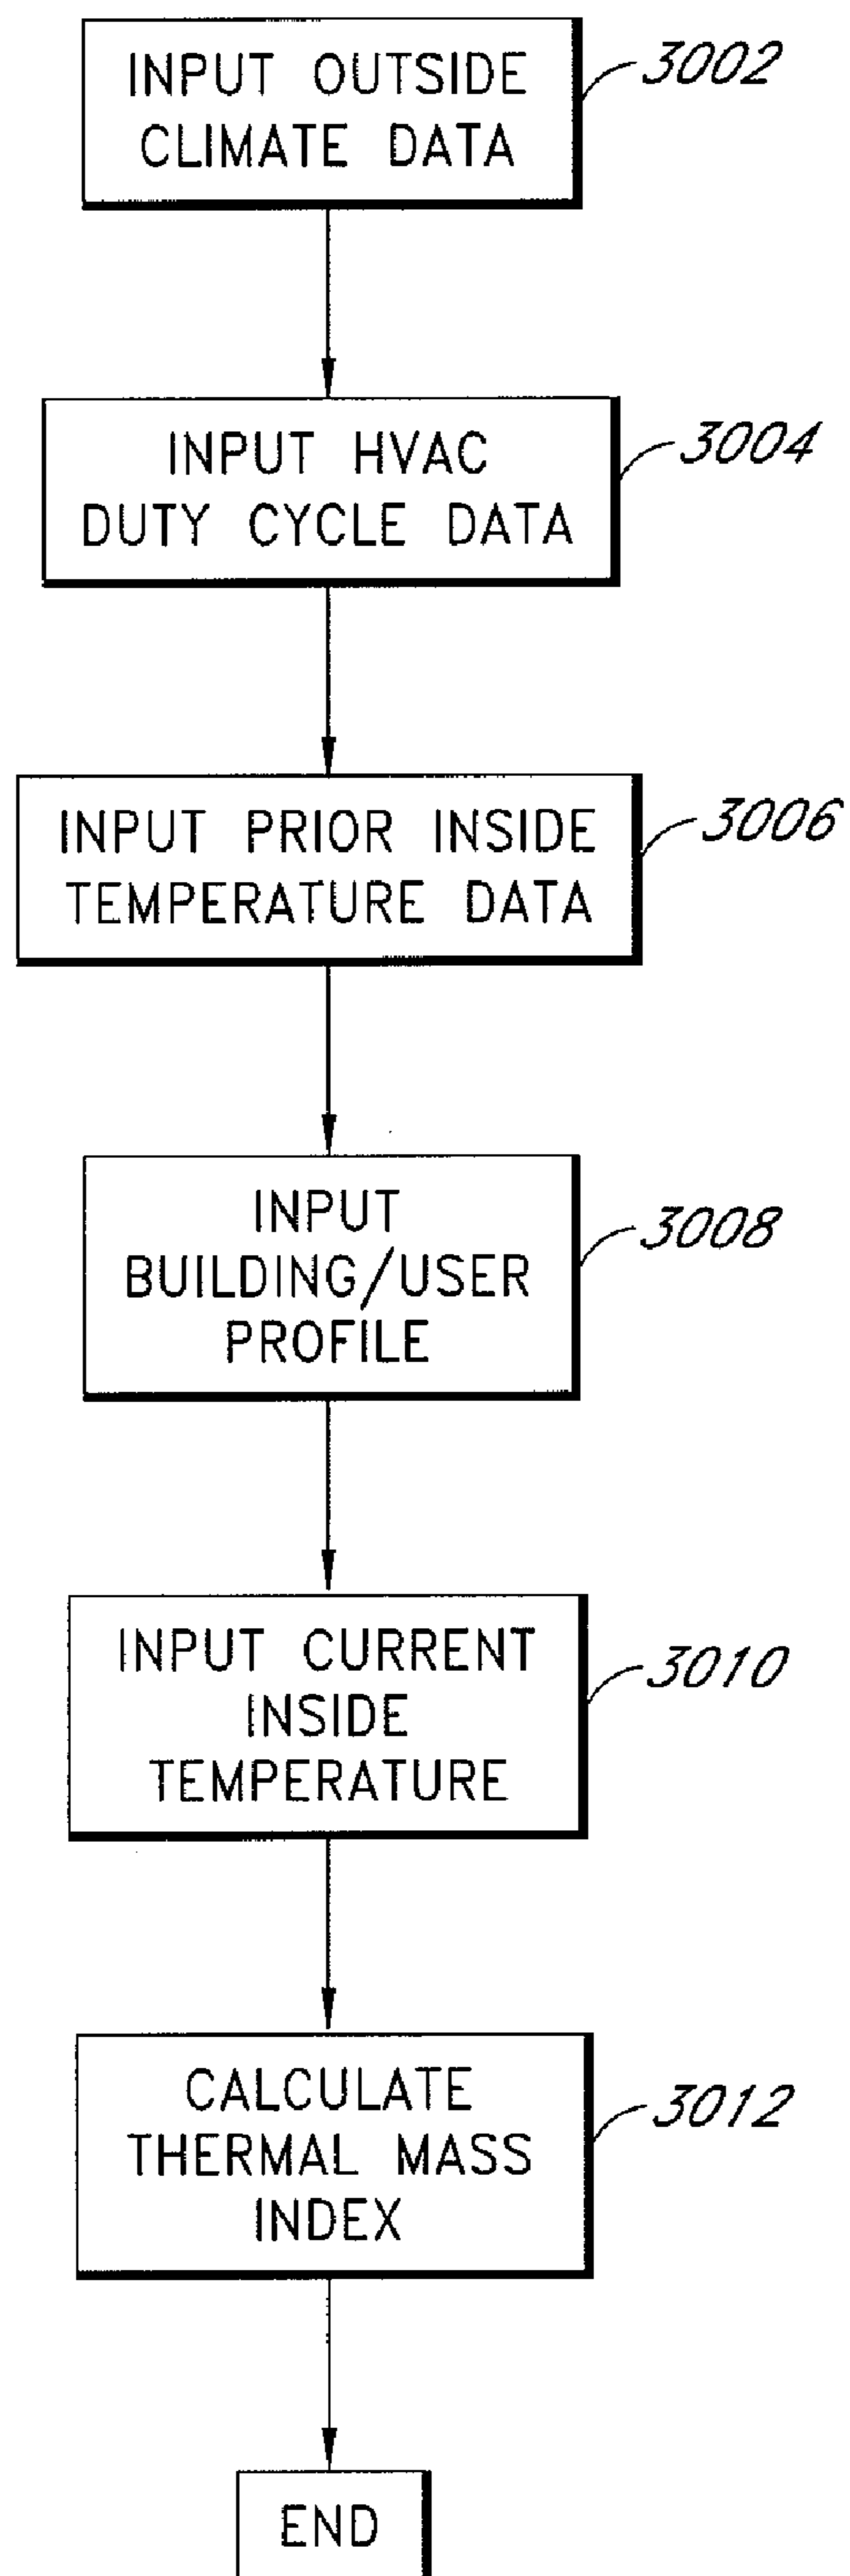 INPUT OUTSIDE
CLIMATE DATA
3002
INPUT HVAC
DUTY CYCLE DATA
3004
INPUT PRIOR INSIDE
TEMPERATURE DATA
3006
INPUT
BUILDING/USER
PROFILE
3008
INPUT CURRENT
INSIDE
TEMPERATURE
3010
CALCULATE
THERMAL MASS
INDEX
3012
END